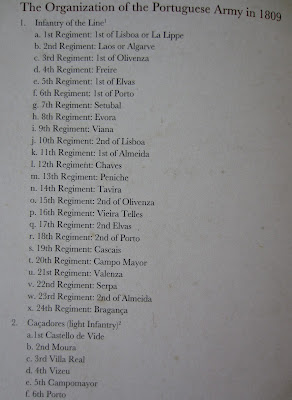 The Organization of the Portuguese Army in 1809
1. Infantry of the Line¹
a. 1st Regiment: 1st of Lisboa or La Lippe
b. 2nd Regiment: Laos or Algarve
c. 3rd Regiment: 1st of Olivenza
d. 4th Regiment: Freire
e. 5th Regiment: 1st of Elvas
f. 6th Regiment: 1st of Porto
g. 7th Regiment: Setubal
h. 8th Regiment: Evora
i. 9th Regiment: Viana
j. 10th Regiment: 2nd of Lisboa
k. 11th Regiment: 1st of Almeida
l. 12th Regiment: Chaves
m. 13th Regiment: Peniche
n. 14th Regiment: Tavira
o. 15th Regiment: 2nd of Olivenza
p. 16th Regiment: Vieira Telles
q. 17th Regiment: 2nd Elvas
r. 18th Regiment: 2nd of Porto
s. 19th Regiment: Cascais
t. 20th Regiment: Campo Mayor
u. 21st Regiment: Valenza
v. 22nd Regiment: Serpa
w. 23rd Regiment: 2nd of Almeida
x. 24th Regiment: Bragança
2. Caçadores (light Infantry)²
a. 1st Castello de Vide
b. 2nd Moura
c. 3rd Villa Real
d. 4th Vizeu
e. 5th Campomayor
f. 6th Porto